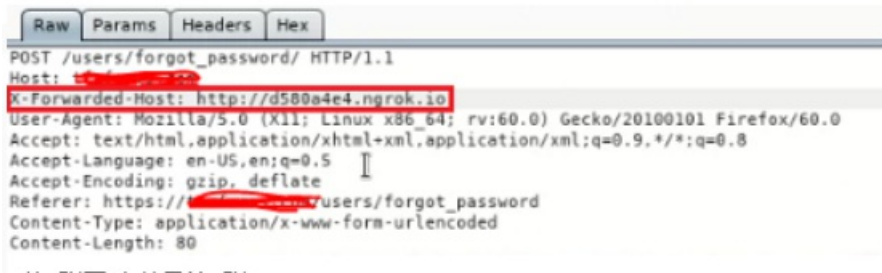 Raw Params Headers Hex
POST /users/forgot_password/ HTTP/1.1
Host:
X-Forwarded-Host: http://d580a4e4.ngrok.io
User-Agent: Mozilla/5.0 (X11; Linux x86_64; rv:60.0) Gecko/20100101 Firefox/60.0
Accept: text/html,application/xhtml+xml,application/xml;q=0.9,*/*;q=0.8
Accept-Language: en-US,en;q=0.5
Accept-Encoding: gzip, deflate
Referer: https:// users/forgot_password
Content-Type: application/x-www-form-urlencoded
Content-Length: 80